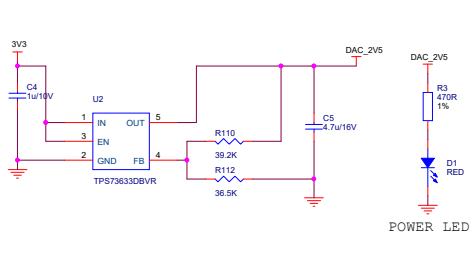 3V3
DAC_2V5
DAC_2V5
C4
1u/10V
U2
R3
470R
1%
1
IN
OUT
5
C5
4.7u/16V
3
EN
R110
2
GND
FB
4
39.2K
D1
RED
R112
TPS73633DBVR
36.5K
POWER LED